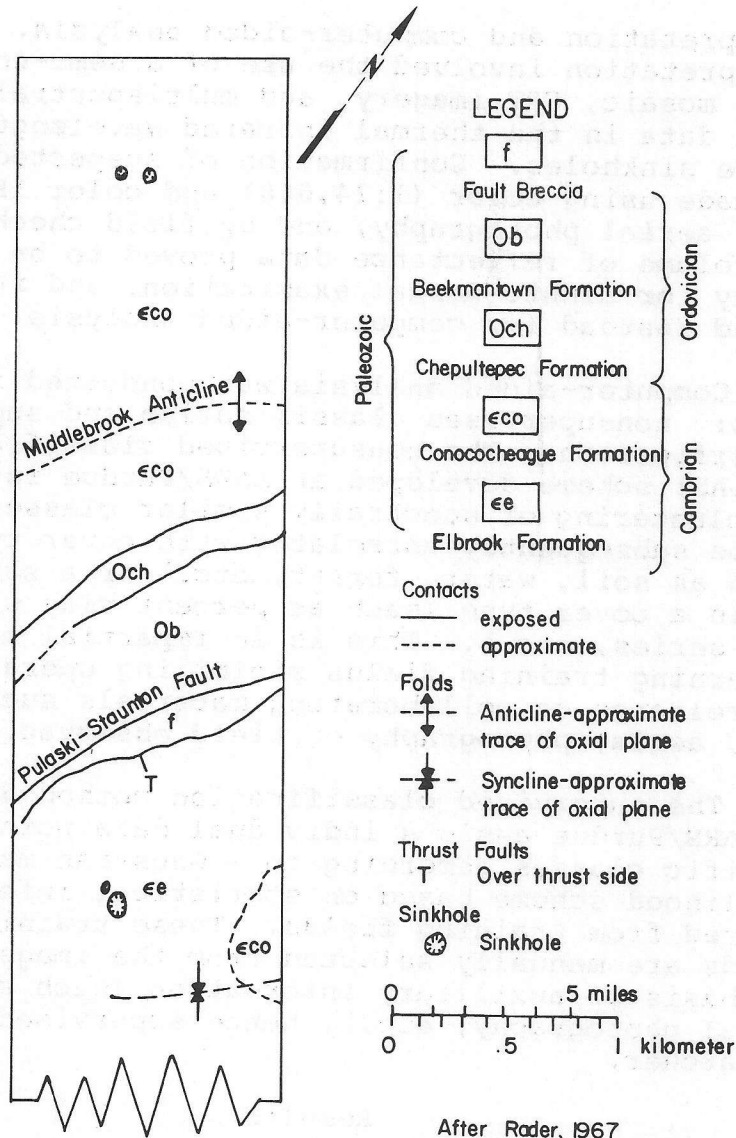 N
Єco
Middlebrook Anticline
Єco
Och
Ob
Pulaski-Staunton Fault
f
T
Єe
Єco
LEGEND
f
Fault Breccia
Ob
Beekmantown Formation
Och
Chepultepec Formation
Єco
Conococheague Formation
Єe
Elbrook Formation
Paleozoic
Ordovician
Cambrian
Contacts
exposed
approximate
Folds
Anticline-approximate
trace of axial plane
Syncline-approximate
trace of axial plane
Thrust Faults
T Over thrust side
Sinkhole
Sinkhole
0 .5 miles
0 .5 1 kilometer
After Rader, 1967